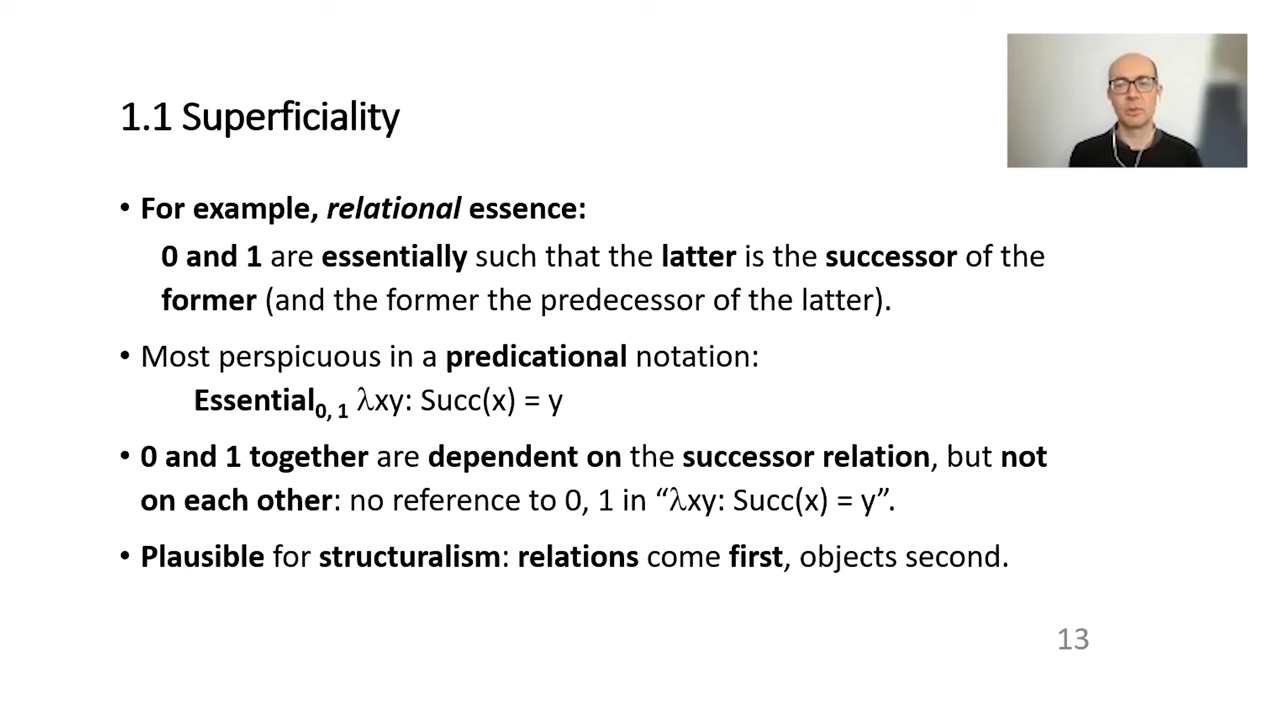 1.1 Superficiality
• For example, relational essence:
0 and 1 are essentially such that the latter is the successor of the
former (and the former the predecessor of the latter).
• Most perspicuous in a predicational notation:
Essential0, 1 λxy: Succ(x) = y
• 0 and 1 together are dependent on the successor relation, but not
on each other: no reference to 0, 1 in “λxy: Succ(x) = y”.
• Plausible for structuralism: relations come first, objects second.
13